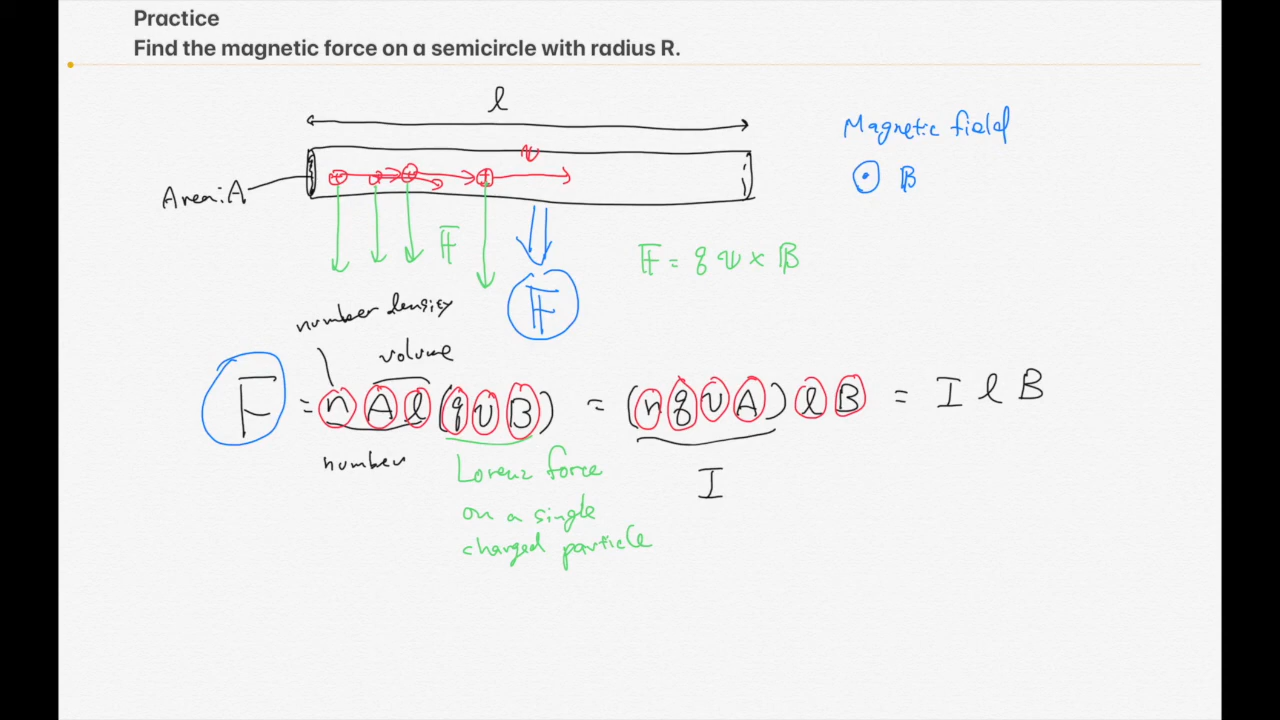 Practice
Find the magnetic force on a semicircle with radius R.
l
Magnetic field
B
v
Area: A
F
F = q v × B
F
number density
volume
F = n A l (q v B) = (n q v A) l B = I l B
number
I
Lorenz force
on a single
charged particle